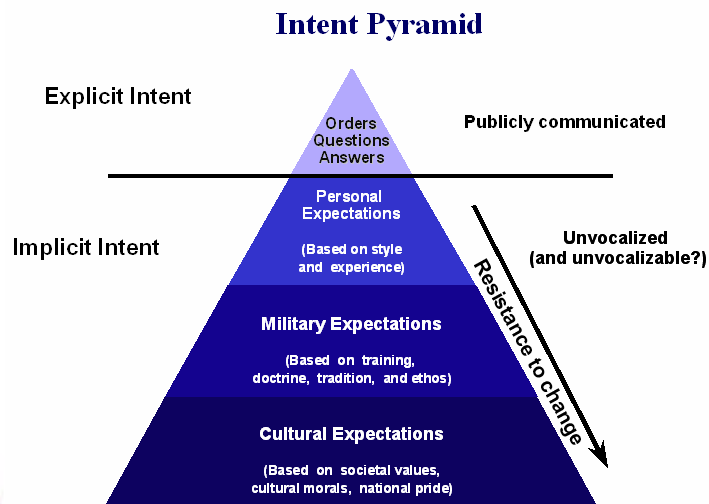 Intent Pyramid
Explicit Intent
Orders
Questions
Answers
Publicly communicated
Personal
Expectations
(Based on style
and experience)
Implicit Intent
Unvocalized
(and unvocalizable?)
Resistance to change
Military Expectations
(Based on training,
doctrine, tradition, and ethos)
Cultural Expectations
(Based on societal values,
cultural morals, national pride)